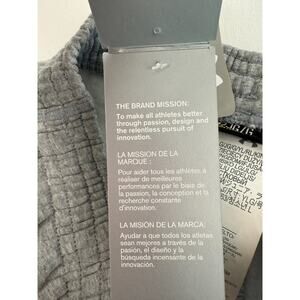 THE BRAND MISSION:
To make all athletes better
through passion, design and
the relentless pursuit of
innovation.
LA MISSION DE LA
MARQUE :
Pour aider tous les athlètes à
réaliser de meilleures
performances par le biais de
la passion, la conception et la
recherche constante
d'innovation.
LA MISIÓN DE LA MARCA:
Ayudar a que todos los atletas
sean mejores a través de la
pasión, el diseño y la
búsqueda incansable de la
innovación.